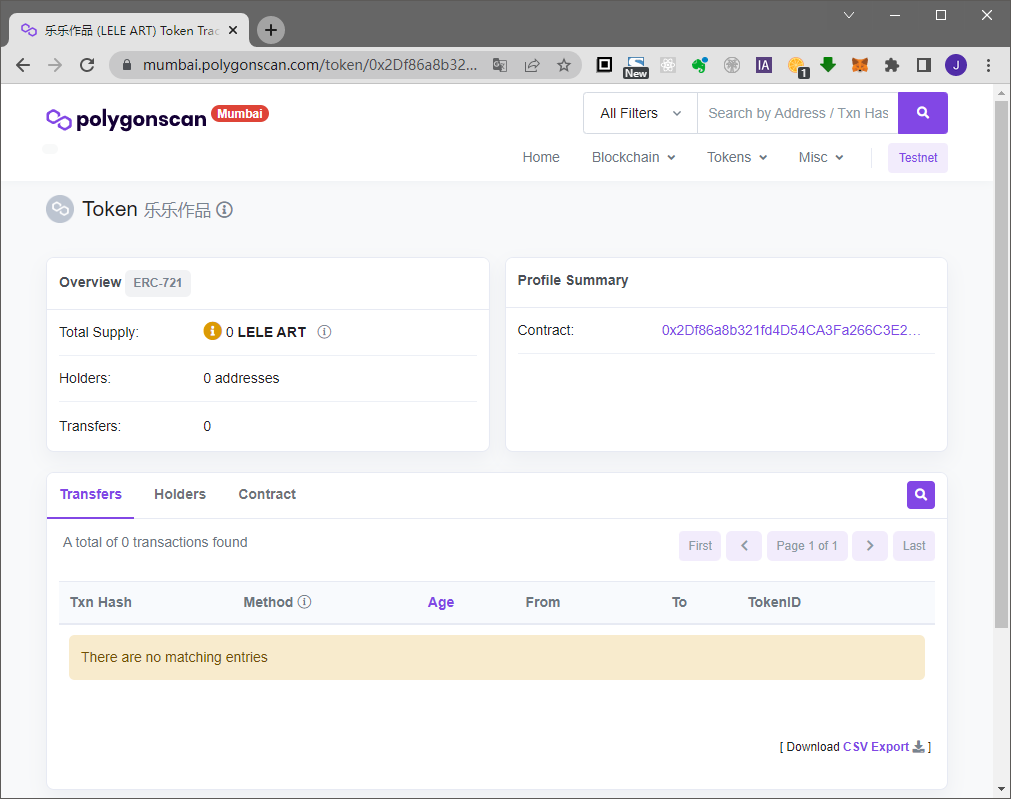 乐乐作品 (LELE ART) Token Trac
mumbai.polygonscan.com/token/0x2Df86a8b32...
New
IA
1
J
polygonscan Mumbai
All Filters
Search by Address / Txn Has
Home Blockchain Tokens Misc Testnet
Token 乐乐作品
Overview ERC-721
Total Supply: 0 LELE ART
Holders: 0 addresses
Transfers: 0
Profile Summary
Contract: 0x2Df86a8b321fd4D54CA3Fa266C3E2...
Transfers Holders Contract
A total of 0 transactions found
First Page 1 of 1 Last
Txn Hash Method Age From To TokenID
There are no matching entries
[ Download CSV Export ]